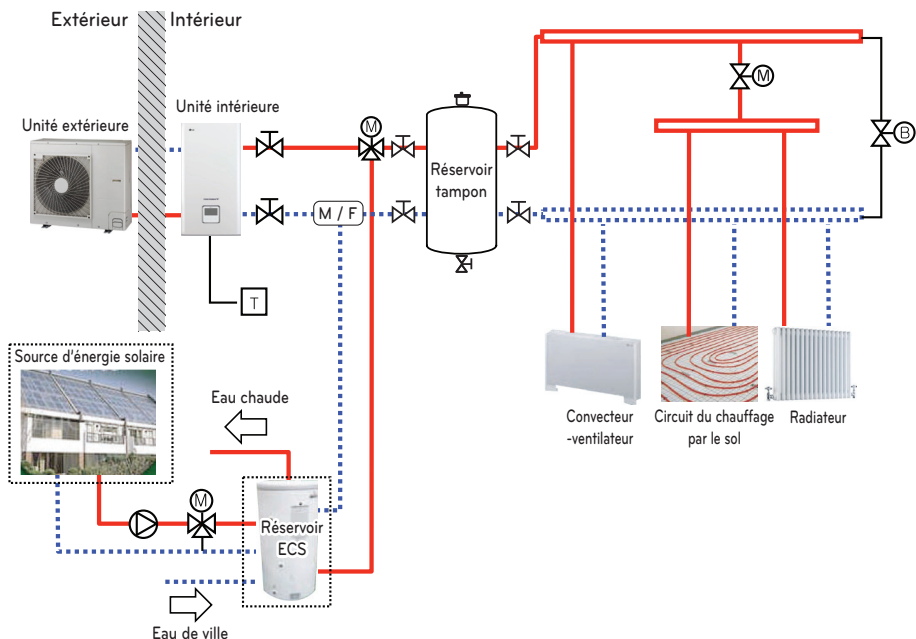 Extérieur
Intérieur
Unité extérieure
Unité intérieure
M
M
B
Réservoir
tampon
M / F
T
Source d'énergie solaire
Eau chaude
M
Réservoir
ECS
Eau de ville
Convecteur
-ventilateur
Circuit du chauffage
par le sol
Radiateur